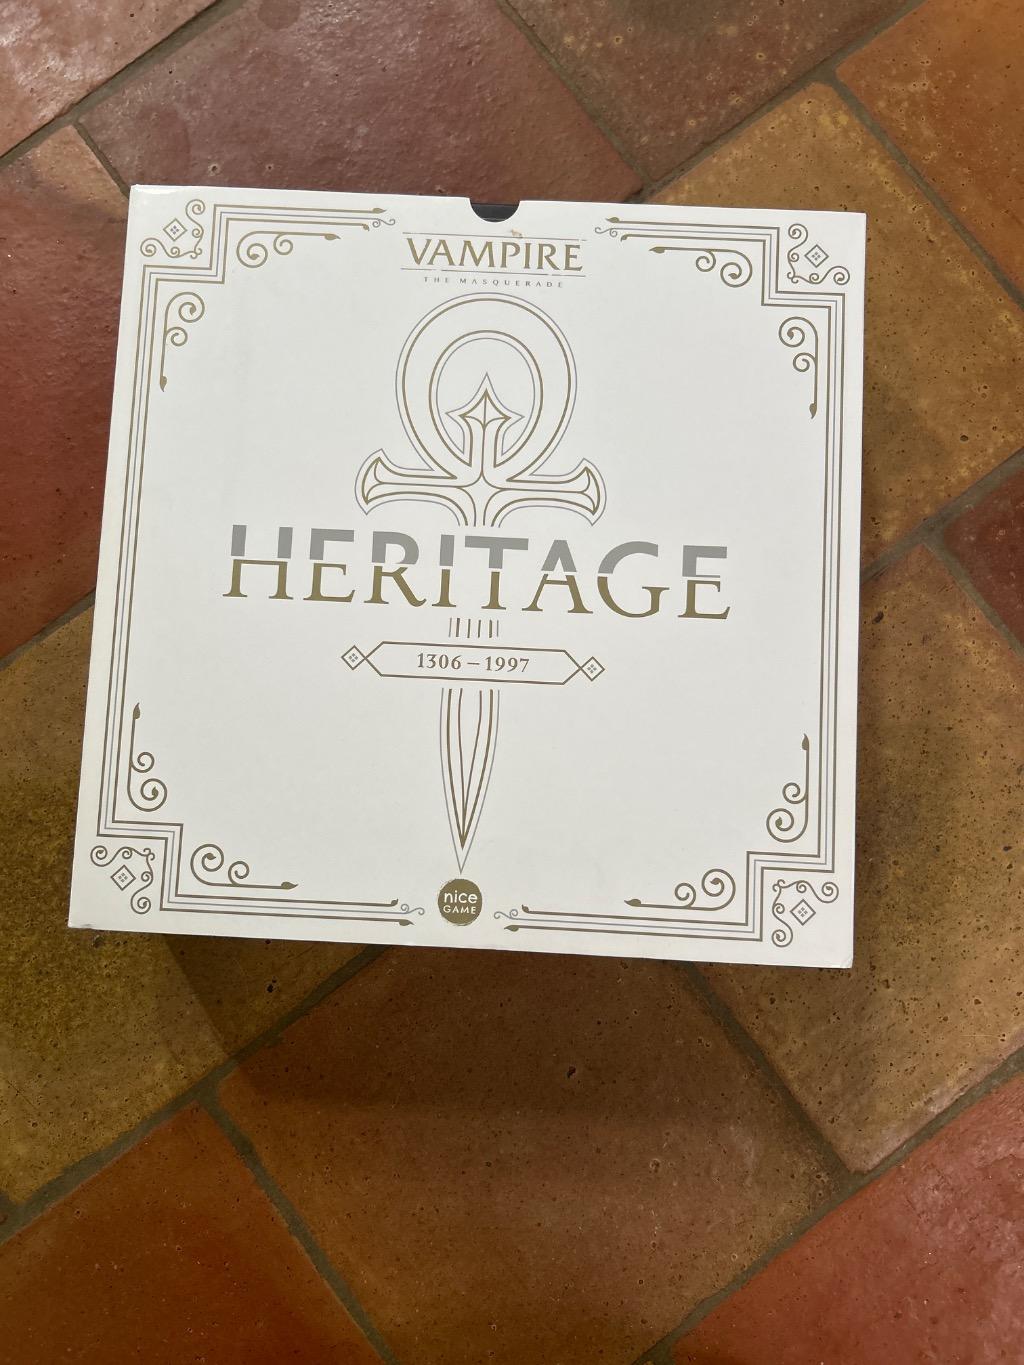 VAMPIRE
THE MASQUERADE
HERITAGE
1306 – 1997
nice
GAME